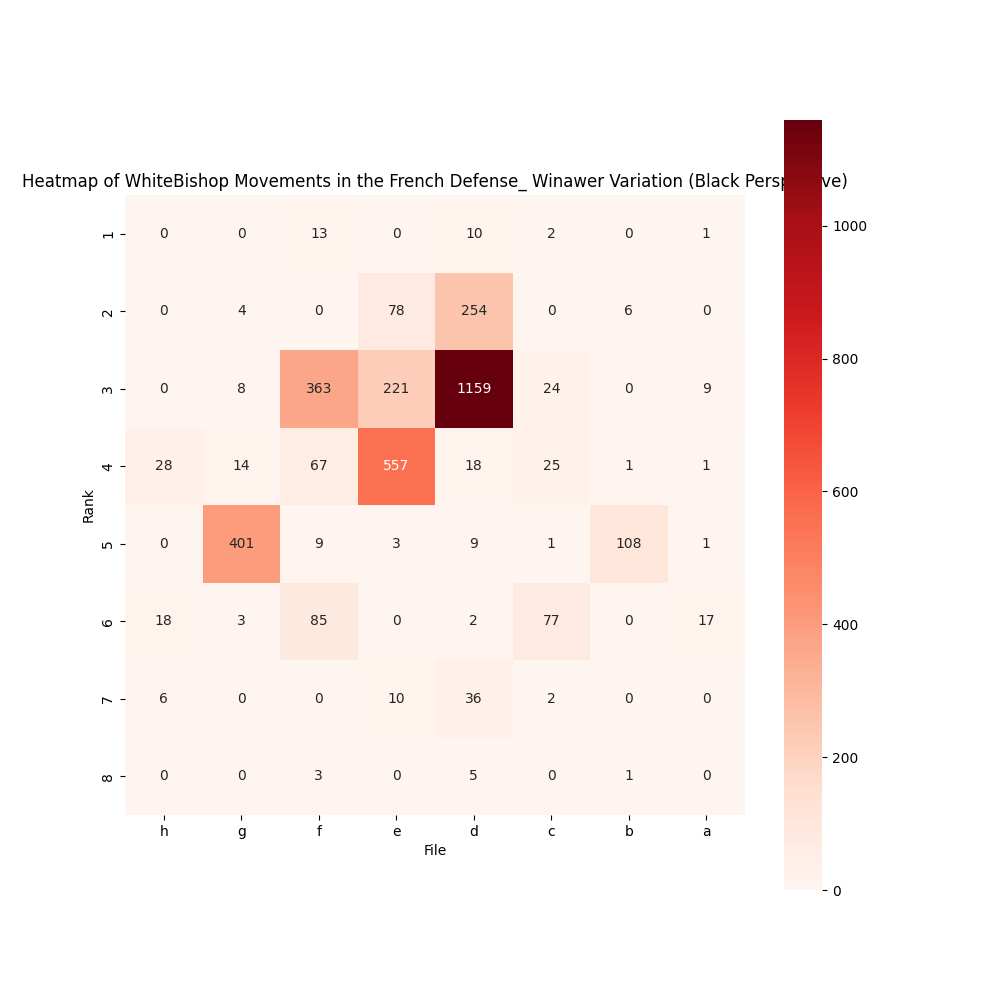 Heatmap of WhiteBishop Movements in the French Defense_ Winawer Variation (Black Perspective)
1 0 0 13 0 10 2 0 1
2 0 4 0 78 254 0 6 0
3 0 8 363 221 1159 24 0 9
4 28 14 67 557 18 25 1 1
5 0 401 9 3 9 1 108 1
6 18 3 85 0 2 77 0 17
7 6 0 0 10 36 2 0 0
8 0 0 3 0 5 0 1 0
h g f e d c b a
File
Rank
1000
800
600
400
200
0